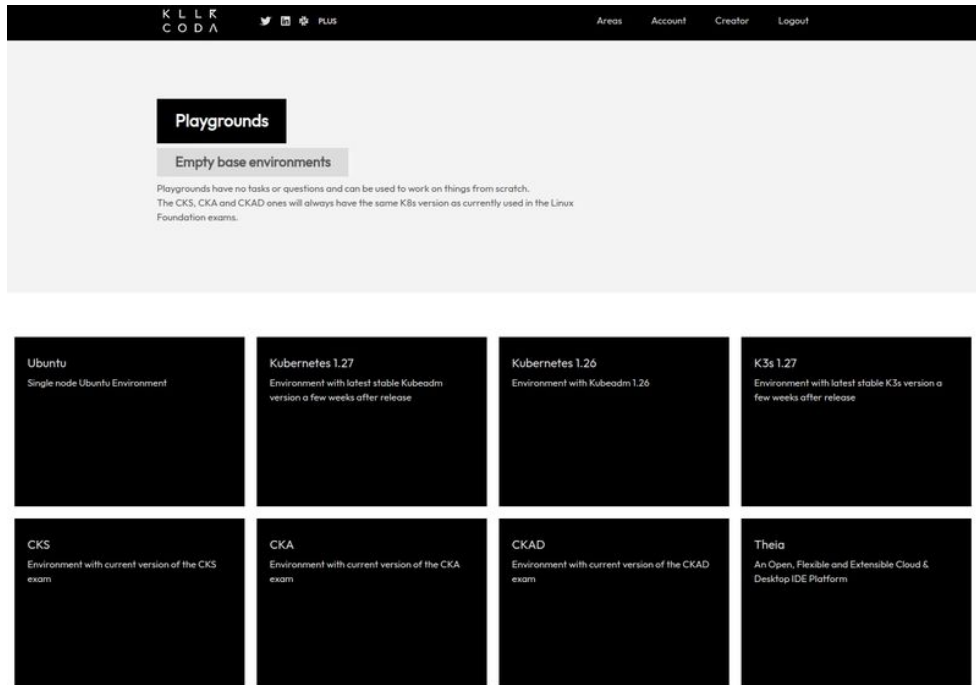 K L L R
C O D A
PLUS
Areas Account Creator Logout
Playgrounds
Empty base environments
Playgrounds have no tasks or questions and can be used to work on things from scratch.
The CKS, CKA and CKAD ones will always have the same K8s version as currently used in the Linux
Foundation exams.
Ubuntu
Single node Ubuntu Environment
Kubernetes 1.27
Environment with latest stable Kubeadm
version a few weeks after release
Kubernetes 1.26
Environment with Kubeadm 1.26
K3s 1.27
Environment with latest stable K3s version a
few weeks after release
CKS
Environment with current version of the CKS
exam
CKA
Environment with current version of the CKA
exam
CKAD
Environment with current version of the CKAD
exam
Theia
An Open, Flexible and Extensible Cloud &
Desktop IDE Platform